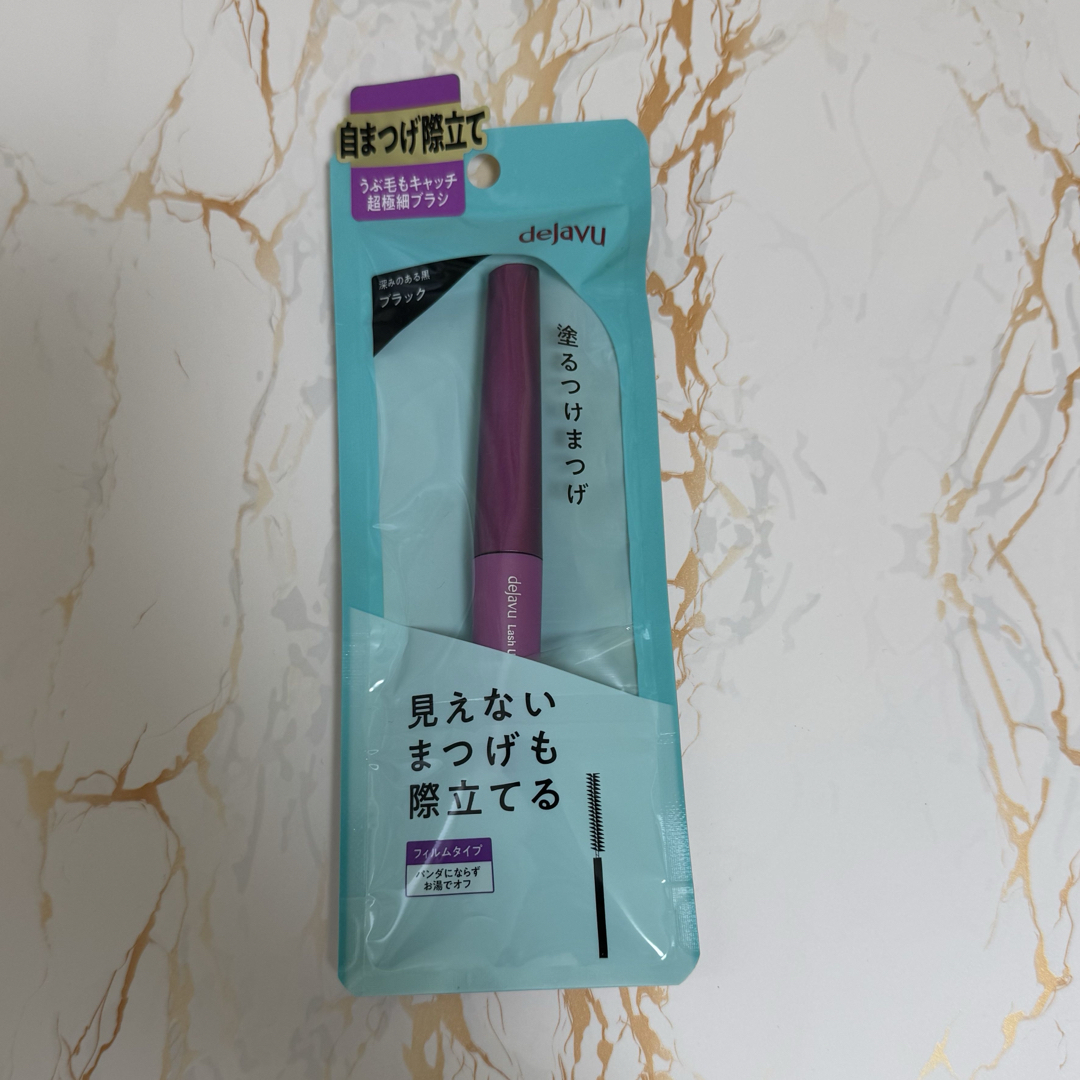 自まつげ際立て
うぶ毛もキャッチ
超極細ブラシ
dejavu
深みのある黒
ブラック
塗るつけまつげ
dejavu Lash
見えない
まつげも
際立てる
フィルムタイプ
パンダにならず
お湯でオフ